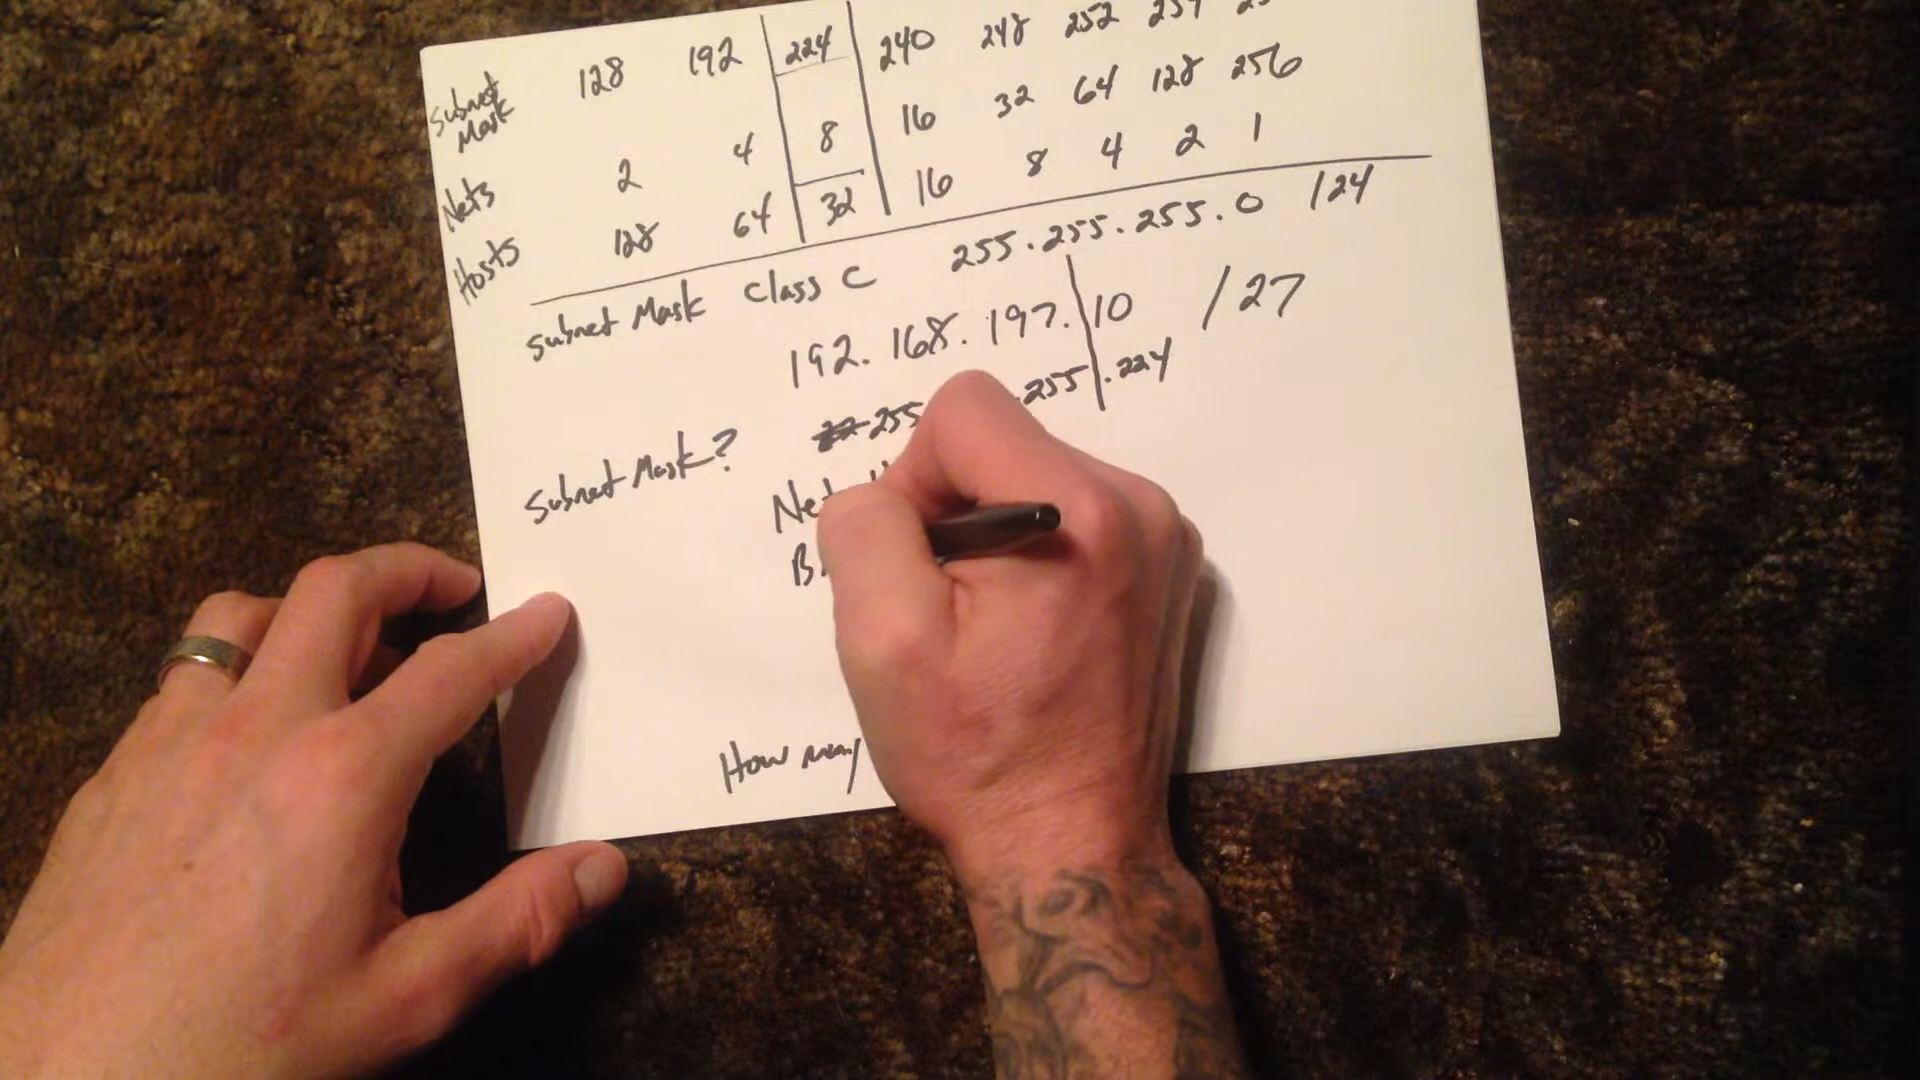 Subnet Mask 128 192 224 240 248 252 254
Nets 2 4 8 16 32 64 128 256
Hosts 128 64 32 16 8 4 2 1
Subnet Mask Class C 255.255.255.0 /24
192.168.197.10 /27
Subnet Mask? 255 .255.224
How many